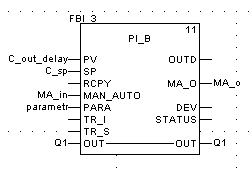 FBI_3
11
PI_B
C_out_delay PV OUTD
C_sp SP
RCPY MA_O MA_o
MA_in MAN_AUTO
parametr PARA DEV
TR_I STATUS
TR_S
Q1 OUT OUT Q1